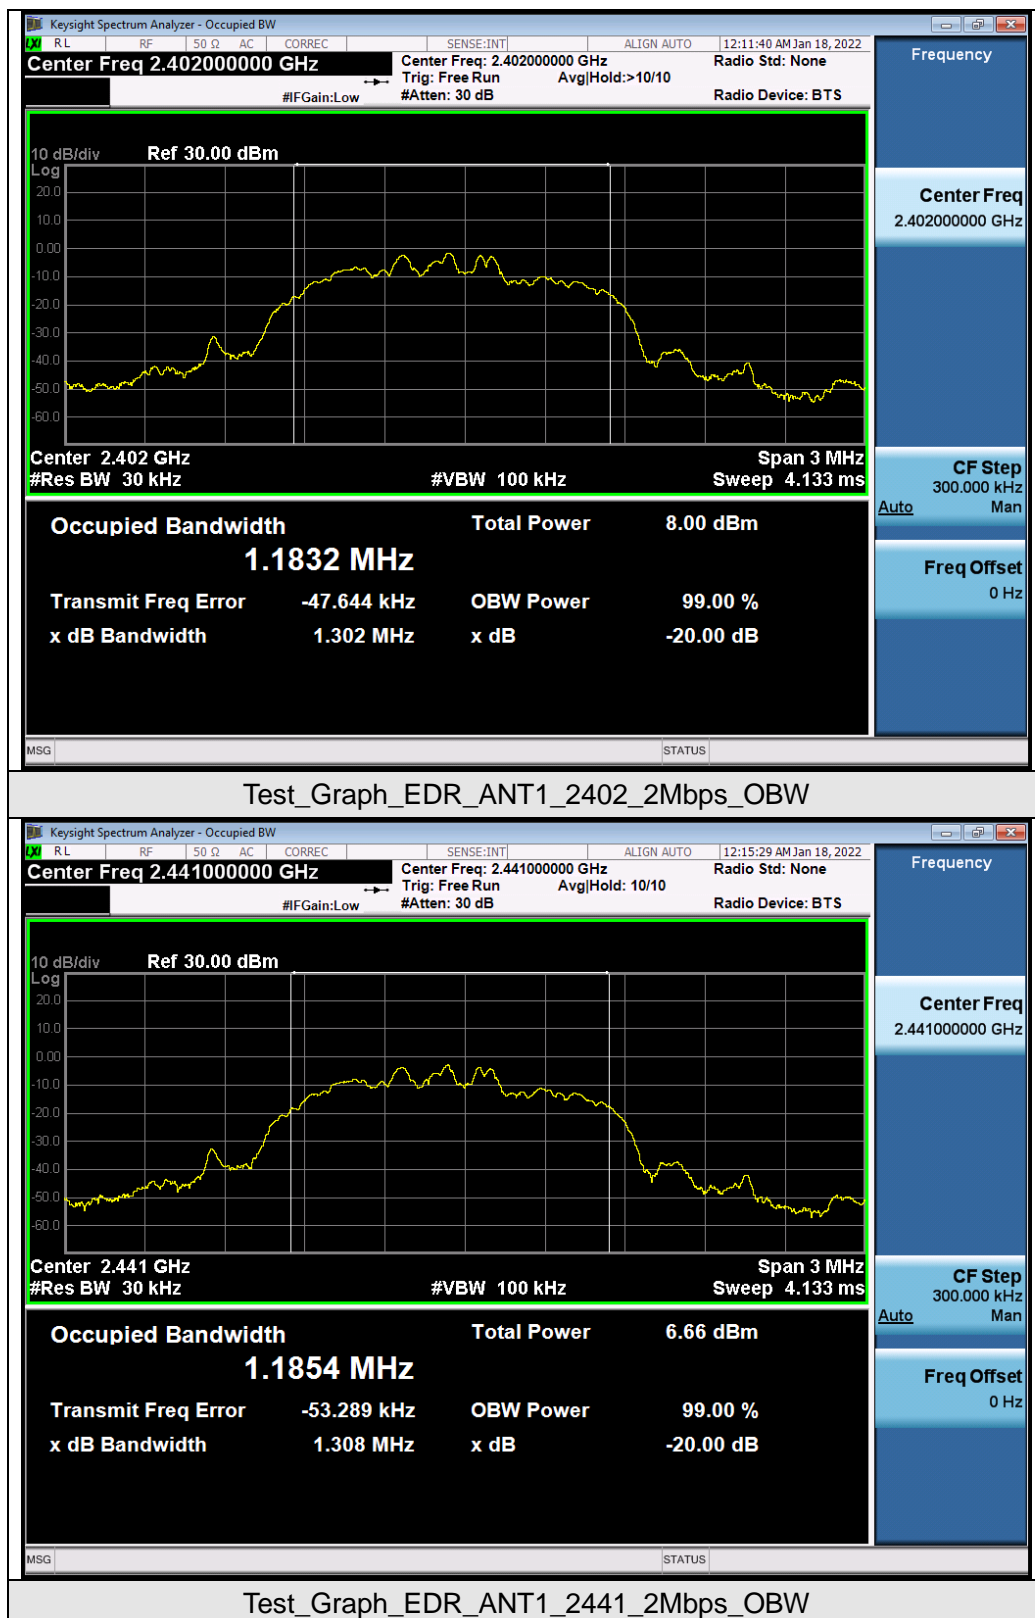 Keysight Spectrum Analyzer - Occupied BW
LXI RL RF 50 Ω AC CORREC SENSE:INT ALIGN AUTO 12:11:40 AM Jan 18, 2022
Center Freq 2.402000000 GHz
Center Freq: 2.402000000 GHz Radio Std: None
Trig: Free Run Avg|Hold:>10/10
#IFGain:Low #Atten: 30 dB Radio Device: BTS
Frequency
10 dB/div Ref 30.00 dBm
Log
20.0
10.0
0.00
-10.0
-20.0
-30.0
-40.0
-50.0
-60.0
Center Freq
2.402000000 GHz
Center 2.402 GHz Span 3 MHz
#Res BW 30 kHz #VBW 100 kHz Sweep 4.133 ms
CF Step
300.000 kHz
Auto Man
Occupied Bandwidth Total Power 8.00 dBm
1.1832 MHz
Transmit Freq Error -47.644 kHz OBW Power 99.00 %
x dB Bandwidth 1.302 MHz x dB -20.00 dB
Freq Offset
0 Hz
MSG STATUS
Test_Graph_EDR_ANT1_2402_2Mbps_OBW
Keysight Spectrum Analyzer - Occupied BW
LXI RL RF 50 Ω AC CORREC SENSE:INT ALIGN AUTO 12:15:29 AM Jan 18, 2022
Center Freq 2.441000000 GHz
Center Freq: 2.441000000 GHz Radio Std: None
Trig: Free Run Avg|Hold: 10/10
#IFGain:Low #Atten: 30 dB Radio Device: BTS
Frequency
10 dB/div Ref 30.00 dBm
Log
20.0
10.0
0.00
-10.0
-20.0
-30.0
-40.0
-50.0
-60.0
Center Freq
2.441000000 GHz
Center 2.441 GHz Span 3 MHz
#Res BW 30 kHz #VBW 100 kHz Sweep 4.133 ms
CF Step
300.000 kHz
Auto Man
Occupied Bandwidth Total Power 6.66 dBm
1.1854 MHz
Transmit Freq Error -53.289 kHz OBW Power 99.00 %
x dB Bandwidth 1.308 MHz x dB -20.00 dB
Freq Offset
0 Hz
MSG STATUS
Test_Graph_EDR_ANT1_2441_2Mbps_OBW